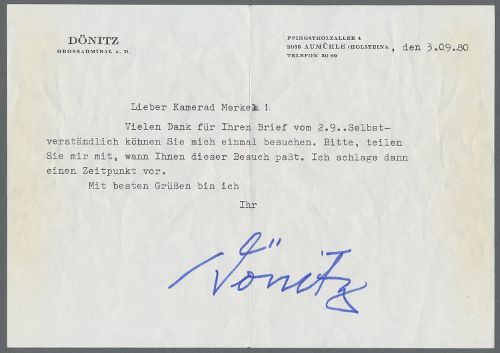 DÖNITZ
GROSSADMIRAL A. D.
PFINGSTHOLZALLEE 4
2055 AUMÜHLE (HOLSTEIN), den 3.09.80
TELEFON 30 69
Lieber Kamerad Merkel !
Vielen Dank für Ihren Brief vom 2.9..Selbst-
verständlich können Sie mich einmal besuchen. Bitte, teilen
Sie mir mit, wann Ihnen dieser Besuch paßt. Ich schlage dann
einen Zeitpunkt vor.
Mit besten Grüßen bin ich
Ihr
Dönitz